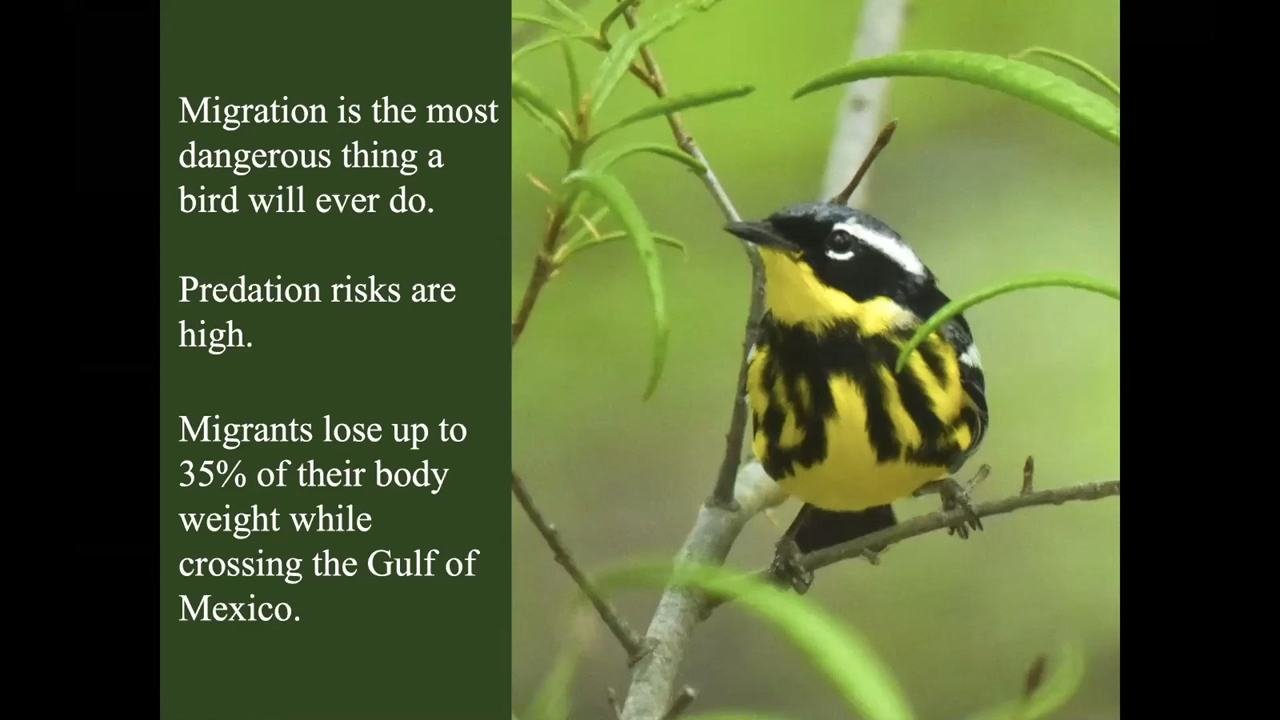 Migration is the most
dangerous thing a
bird will ever do.
Predation risks are
high.
Migrants lose up to
35% of their body
weight while
crossing the Gulf of
Mexico.